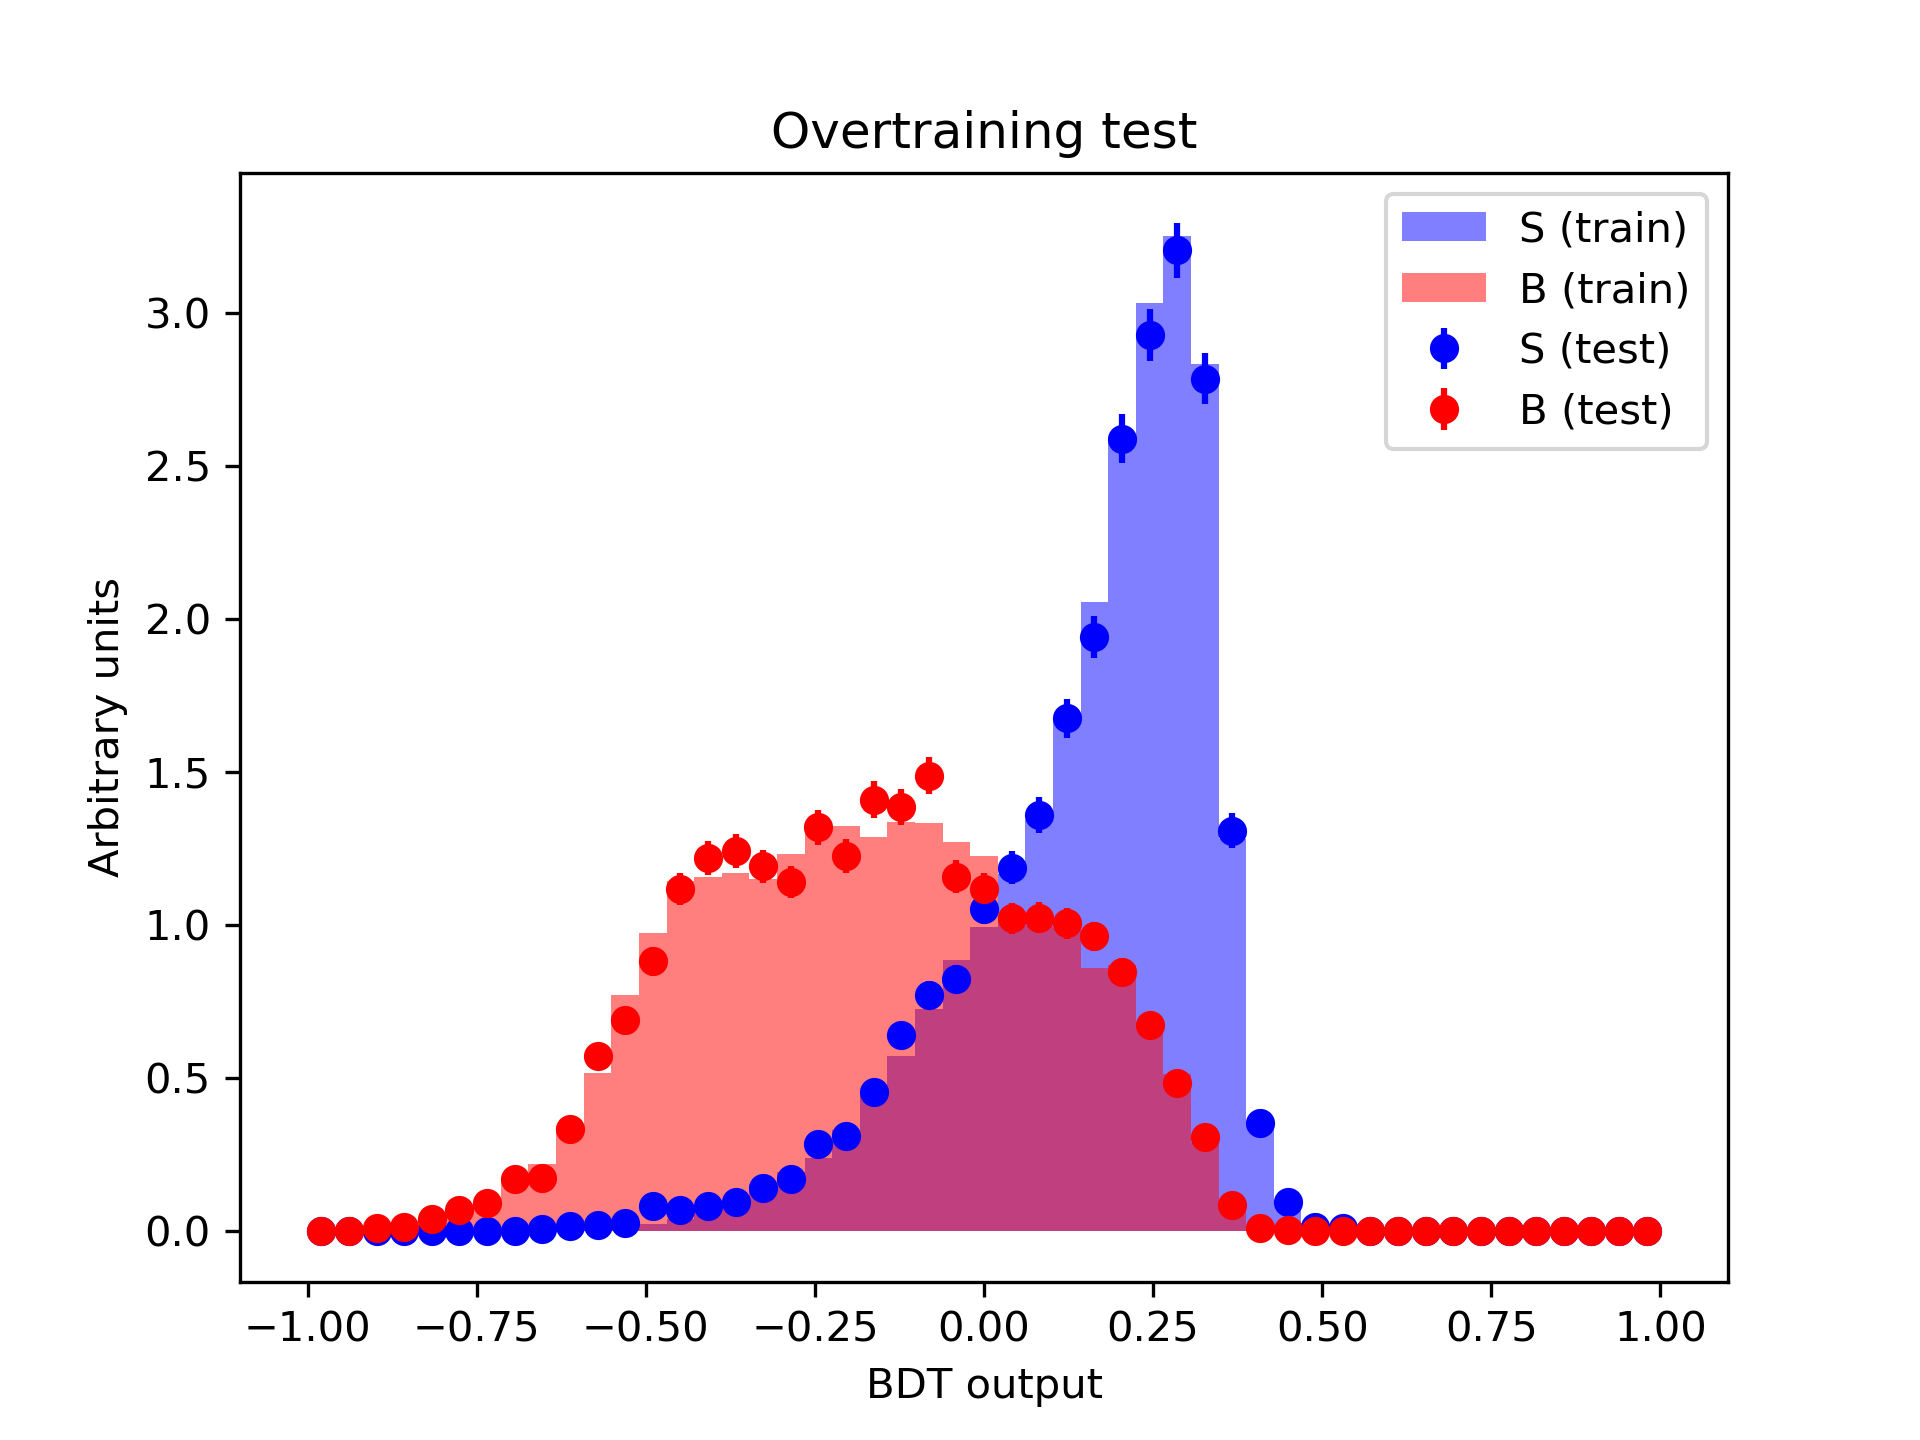 Overtraining test
S (train)
B (train)
S (test)
B (test)
Arbitrary units
3.0
2.5
2.0
1.5
1.0
0.5
0.0
−1.00 −0.75 −0.50 −0.25 0.00 0.25 0.50 0.75 1.00
BDT output